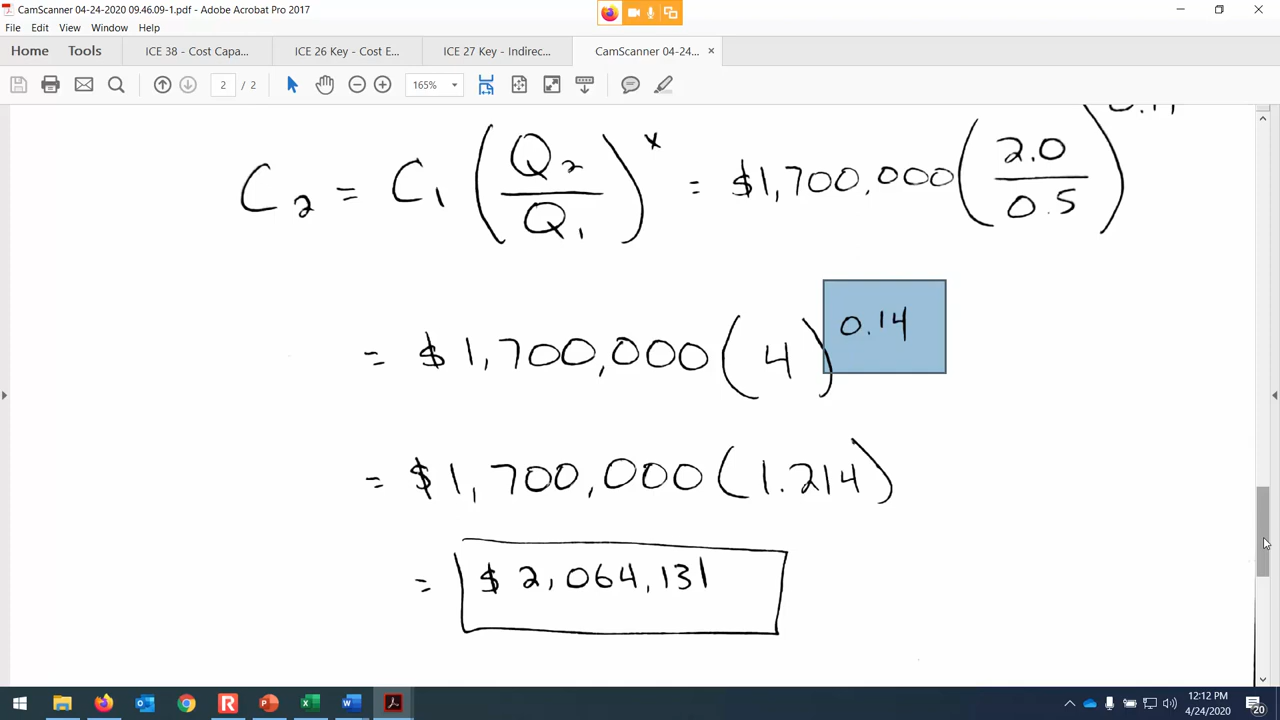 CamScanner 04-24-2020 09.46.09-1.pdf - Adobe Acrobat Pro 2017
File Edit View Window Help
Home Tools ICE 38 - Cost Capa... ICE 26 Key - Cost E... ICE 27 Key - Indirec... CamScanner 04-24... ×
2 / 2 165%
C₂ = C₁ (Q₂/Q₁)ˣ = $1,700,000 (2.0/0.5)
= $1,700,000 (4)^0.14
= $1,700,000 (1.214)
= $2,064,131
12:12 PM
4/24/2020
20